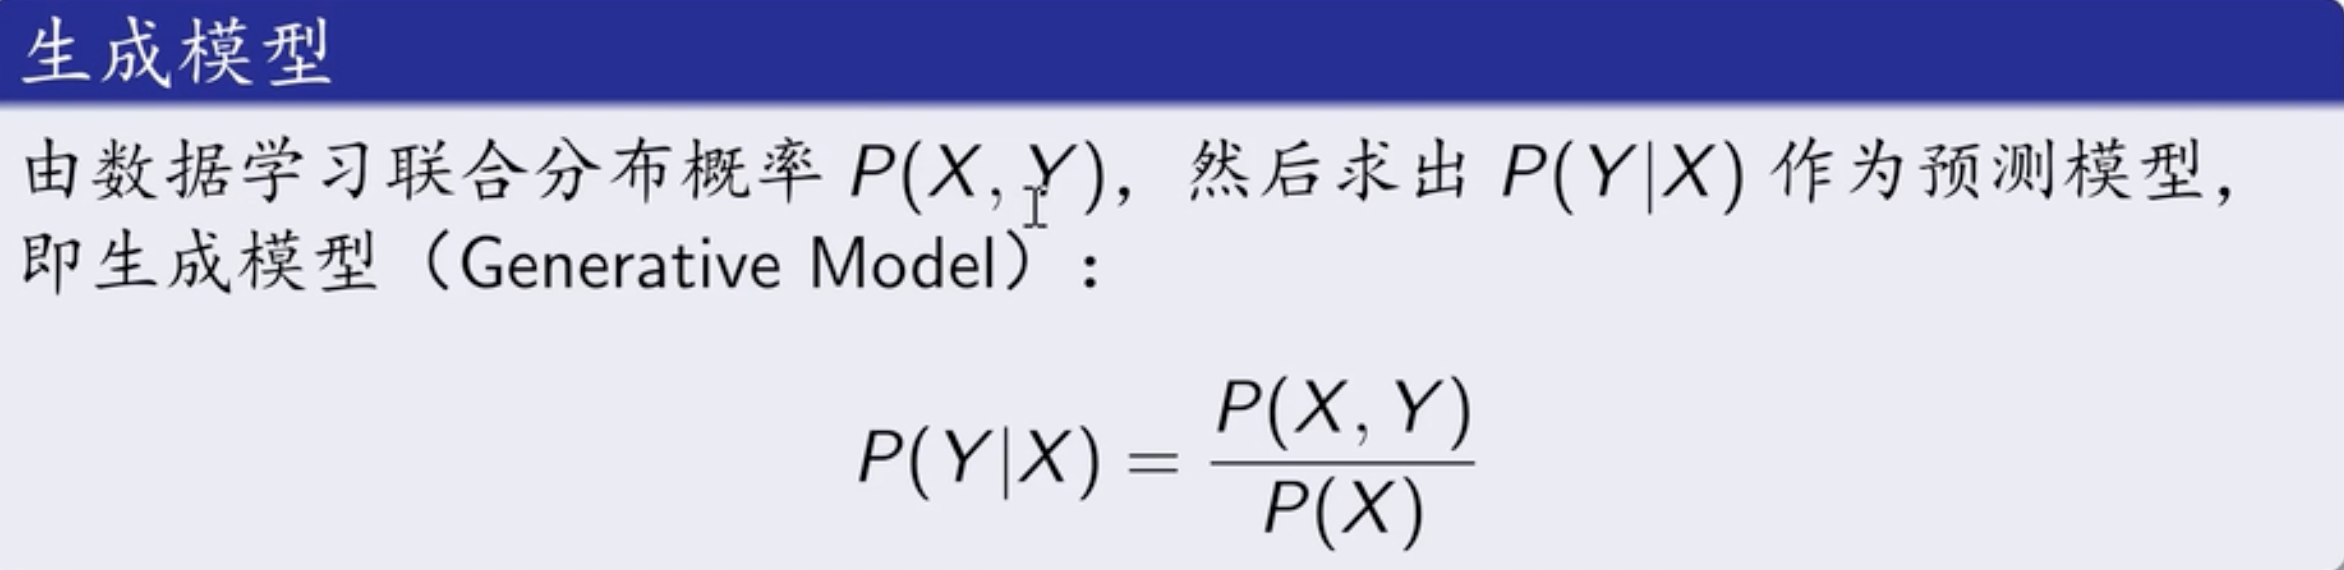 生成模型
由数据学习联合分布概率 P(X, Y)，然后求出 P(Y|X) 作为预测模型，
即生成模型（Generative Model）：
P(Y|X) = P(X, Y) / P(X)